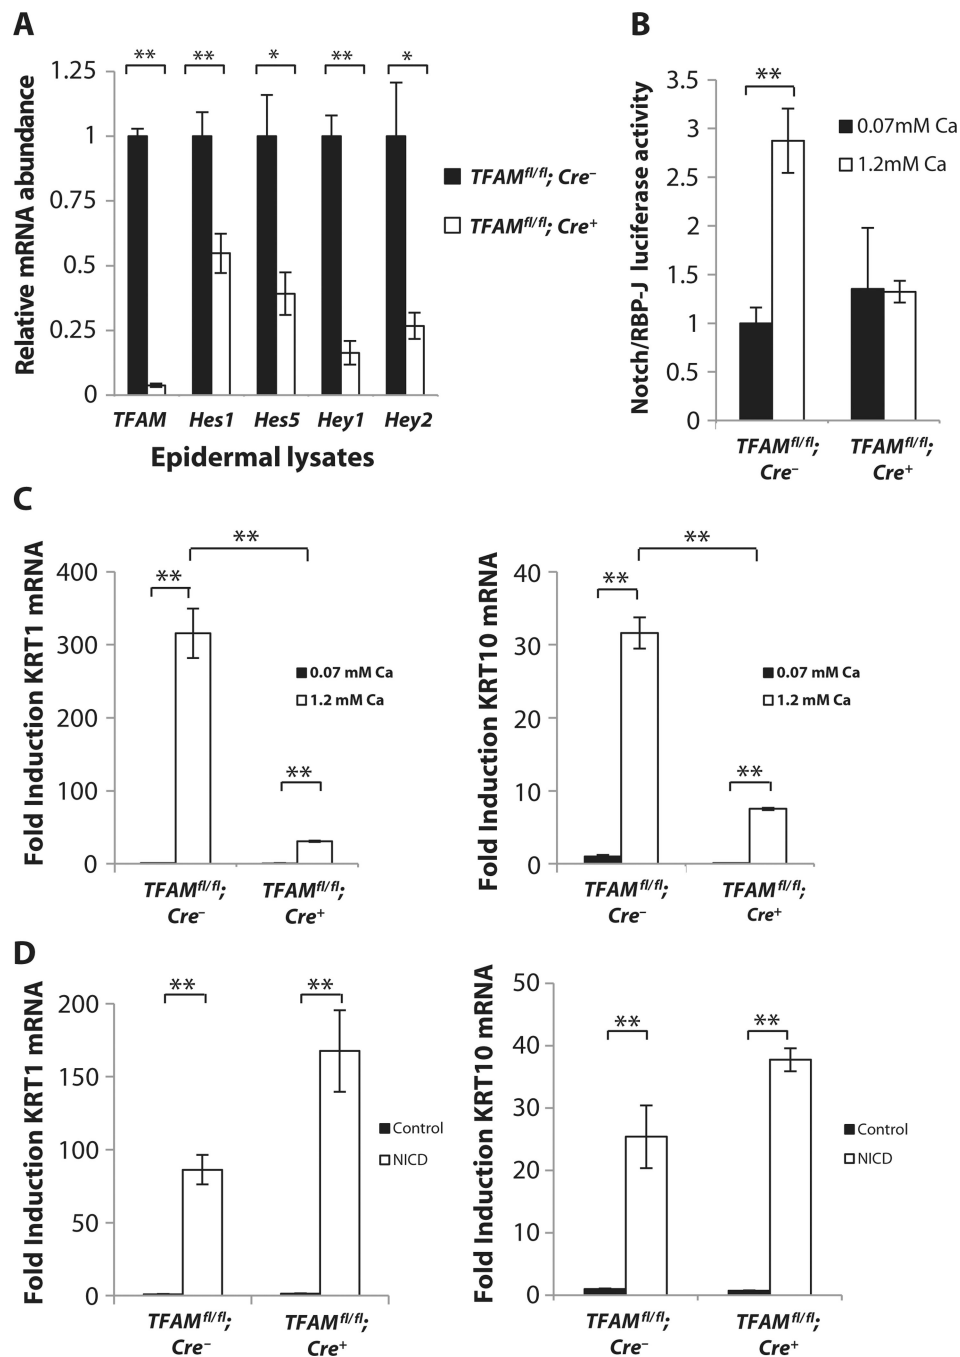 A
** ** * ** *
Relative mRNA abundance
1.25
1
0.75
0.5
0.25
0
TFAM Hes1 Hes5 Hey1 Hey2
Epidermal lysates
TFAMfl/fl; Cre–
TFAMfl/fl; Cre+
B
**
Notch/RBP-J luciferase activity
3.5
3
2.5
2
1.5
1
0.5
0
0.07mM Ca
1.2mM Ca
TFAMfl/fl; TFAMfl/fl;
Cre– Cre+
C
**
**
**
Fold Induction KRT1 mRNA
400
300
200
100
0
0.07 mM Ca
1.2 mM Ca
TFAMfl/fl; TFAMfl/fl;
Cre– Cre+
**
**
**
Fold Induction KRT10 mRNA
40
30
20
10
0
0.07 mM Ca
1.2 mM Ca
TFAMfl/fl; TFAMfl/fl;
Cre– Cre+
D
** **
Fold Induction KRT1 mRNA
200
150
100
50
0
Control
NICD
TFAMfl/fl; TFAMfl/fl;
Cre– Cre+
** **
Fold Induction KRT10 mRNA
50
40
30
20
10
0
Control
NICD
TFAMfl/fl; TFAMfl/fl;
Cre– Cre+